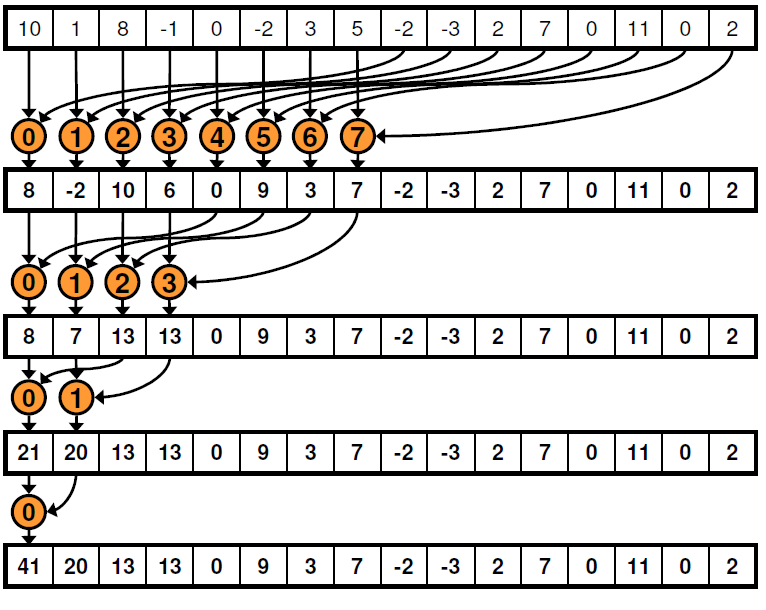 10 1 8 -1 0 -2 3 5 -2 -3 2 7 0 11 0 2
0 1 2 3 4 5 6 7
8 -2 10 6 0 9 3 7 -2 -3 2 7 0 11 0 2
0 1 2 3
8 7 13 13 0 9 3 7 -2 -3 2 7 0 11 0 2
0 1
21 20 13 13 0 9 3 7 -2 -3 2 7 0 11 0 2
0
41 20 13 13 0 9 3 7 -2 -3 2 7 0 11 0 2